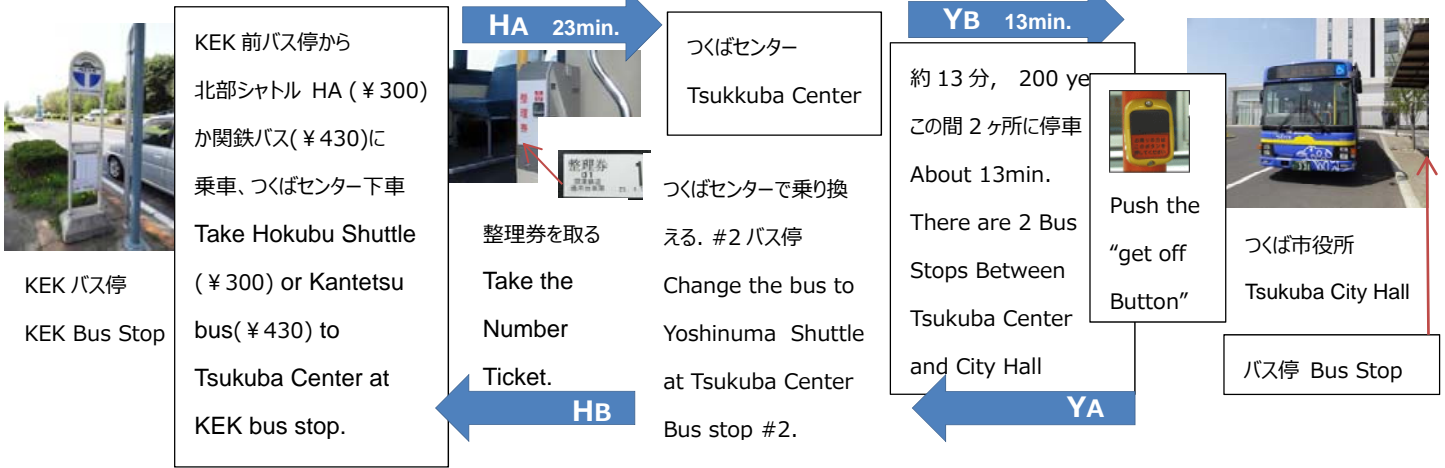 KEK バス停
KEK Bus Stop
KEK 前バス停から
北部シャトル HA (￥300)
か関鉄バス(￥430)に
乗車、つくばセンター下車
Take Hokubu Shuttle
(￥300) or Kantetsu
bus(￥430) to
Tsukuba Center at
KEK bus stop.
HA 23min.
整理券
整理券
01
整理券を取る
Take the
Number
Ticket.
HB
つくばセンター
Tsukkuba Center
つくばセンターで乗り換
える. #2 バス停
Change the bus to
Yoshinuma Shuttle
at Tsukuba Center
Bus stop #2.
YB 13min.
約 13 分, 200 ye
この間 2 ヶ所に停車
About 13min.
There are 2 Bus
Stops Between
Tsukuba Center
and City Hall
YA
Push the
“get off
Button”
つくば市役所
Tsukuba City Hall
バス停 Bus Stop